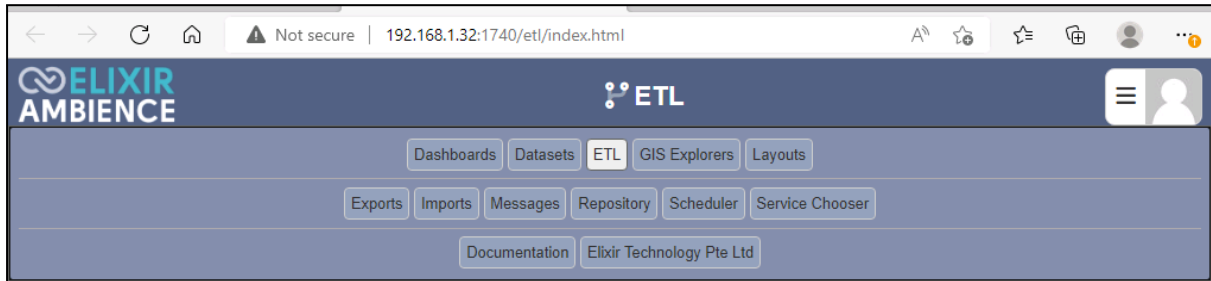 Not secure | 192.168.1.32:1740/etl/index.html A
ELIXIR
AMBIENCE
ETL
Dashboards Datasets ETL GIS Explorers Layouts
Exports Imports Messages Repository Scheduler Service Chooser
Documentation Elixir Technology Pte Ltd